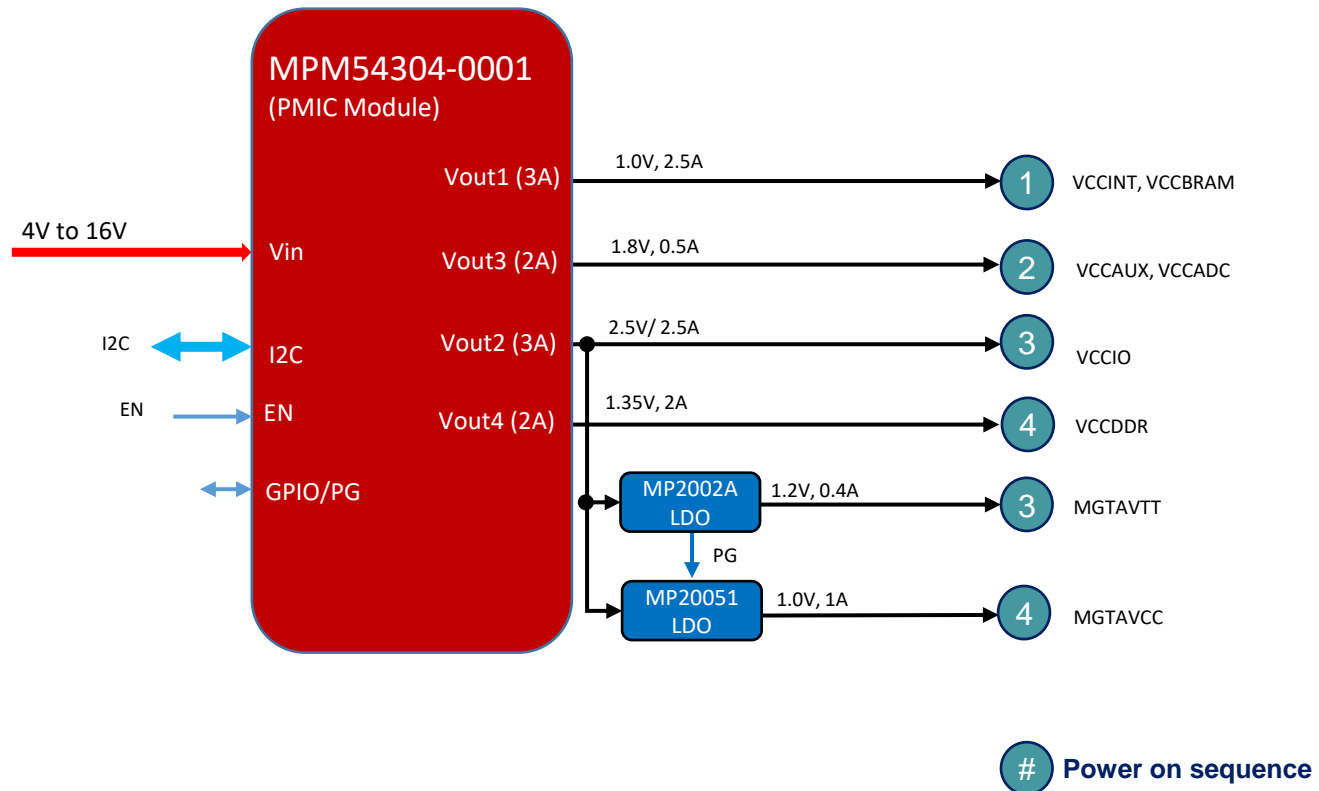 MPM54304-0001
(PMIC Module)
Vout1 (3A)
1.0V, 2.5A
1
VCCINT, VCCBRAM
4V to 16V
Vin
Vout3 (2A)
1.8V, 0.5A
2
VCCAUX, VCCADC
I2C
I2C
Vout2 (3A)
2.5V/ 2.5A
3
VCCIO
EN
EN
Vout4 (2A)
1.35V, 2A
4
VCCDDR
GPIO/PG
MP2002A
LDO
1.2V, 0.4A
3
MGTAVTT
PG
MP20051
LDO
1.0V, 1A
4
MGTAVCC
# Power on sequence